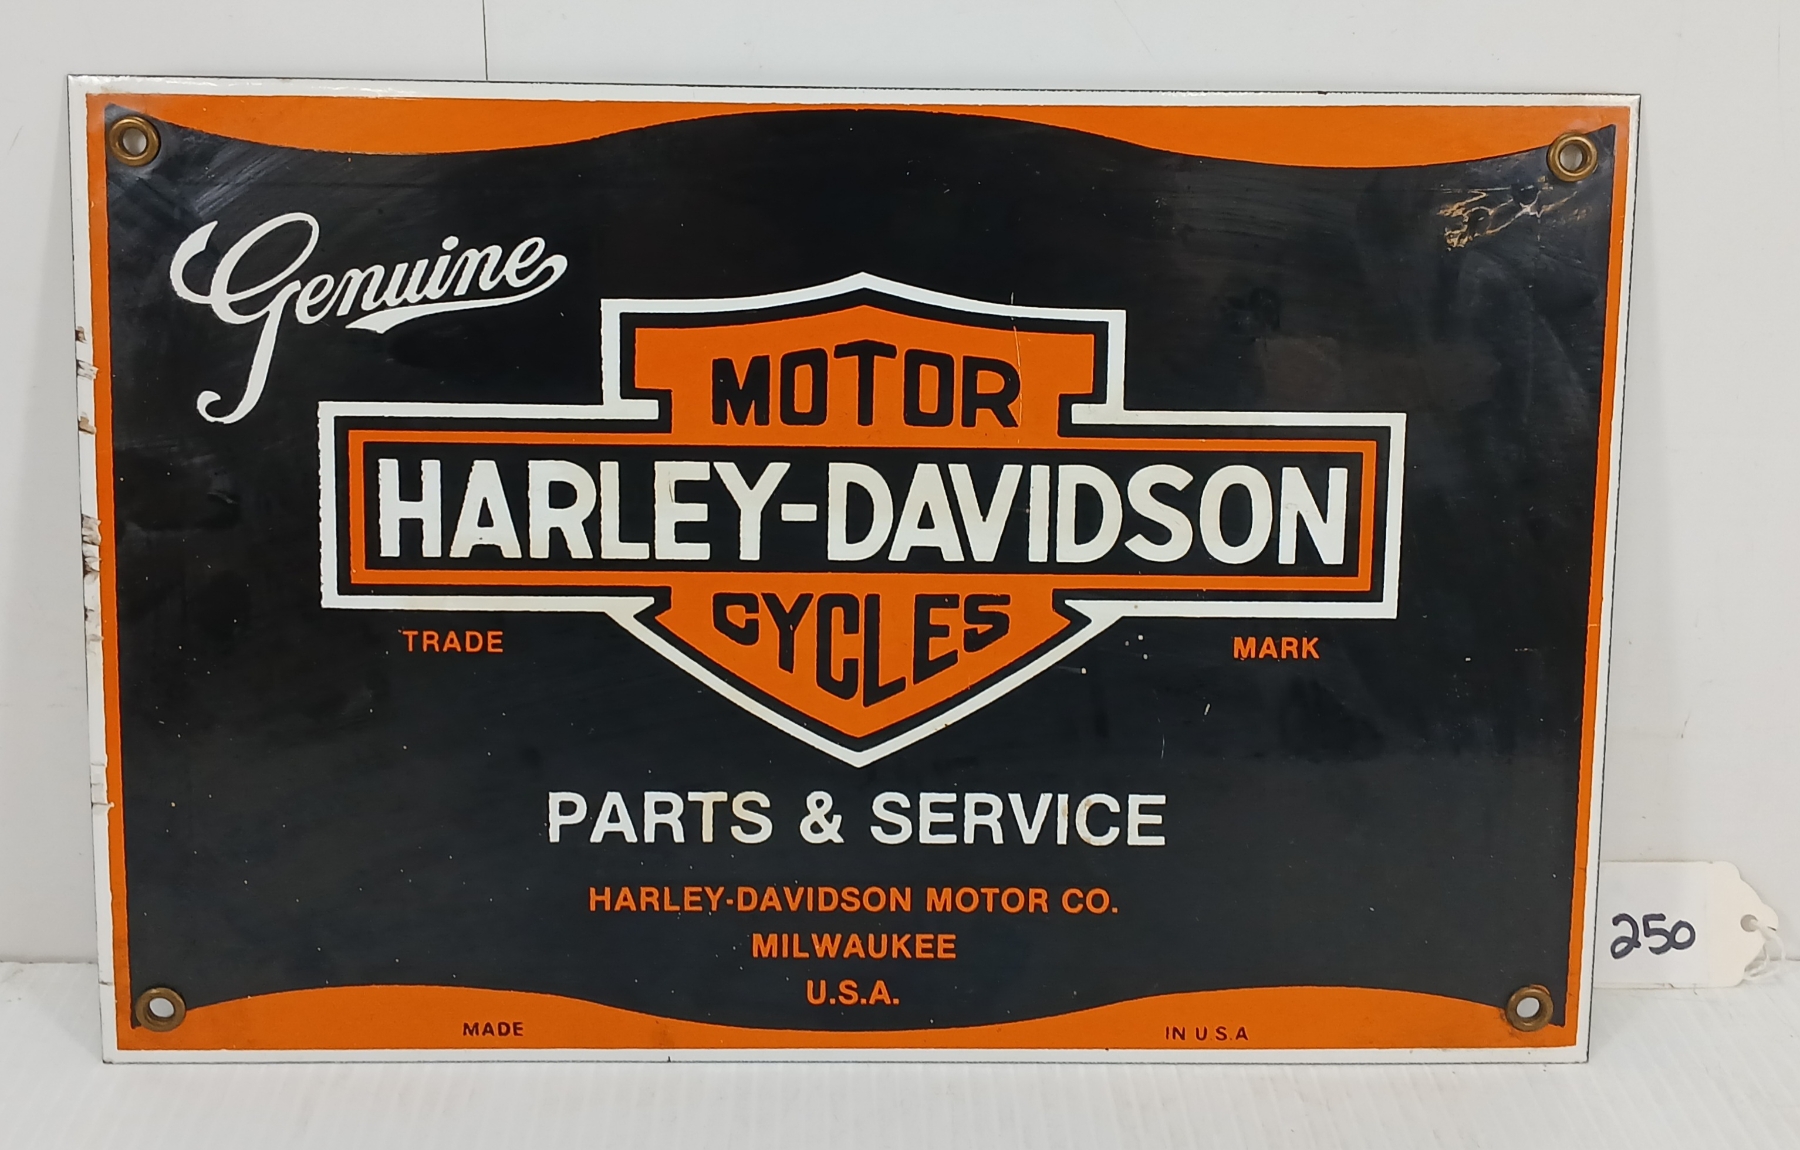 Genuine
MOTOR
HARLEY-DAVIDSON
CYCLES
TRADE MARK
PARTS & SERVICE
HARLEY-DAVIDSON MOTOR CO.
MILWAUKEE
U.S.A.
MADE IN U.S.A
250